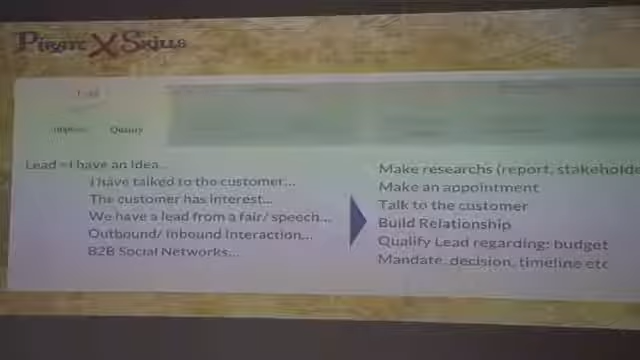 Pirate X Skills
Lead
Quality
Lead = I have an Idea...
I have talked to the customer...
The customer has interest...
We have a lead from a fair/ speech...
Outbound/ Inbound Interaction...
B2B Social Networks...
Make researchs (report, stakeholde
Make an appointment
Talk to the customer
Build Relationship
Qualify Lead regarding: budget
Mandate, decision, timeline etc